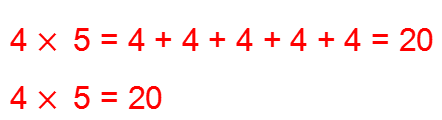 4 × 5 = 4 + 4 + 4 + 4 + 4 = 20
4 × 5 = 20